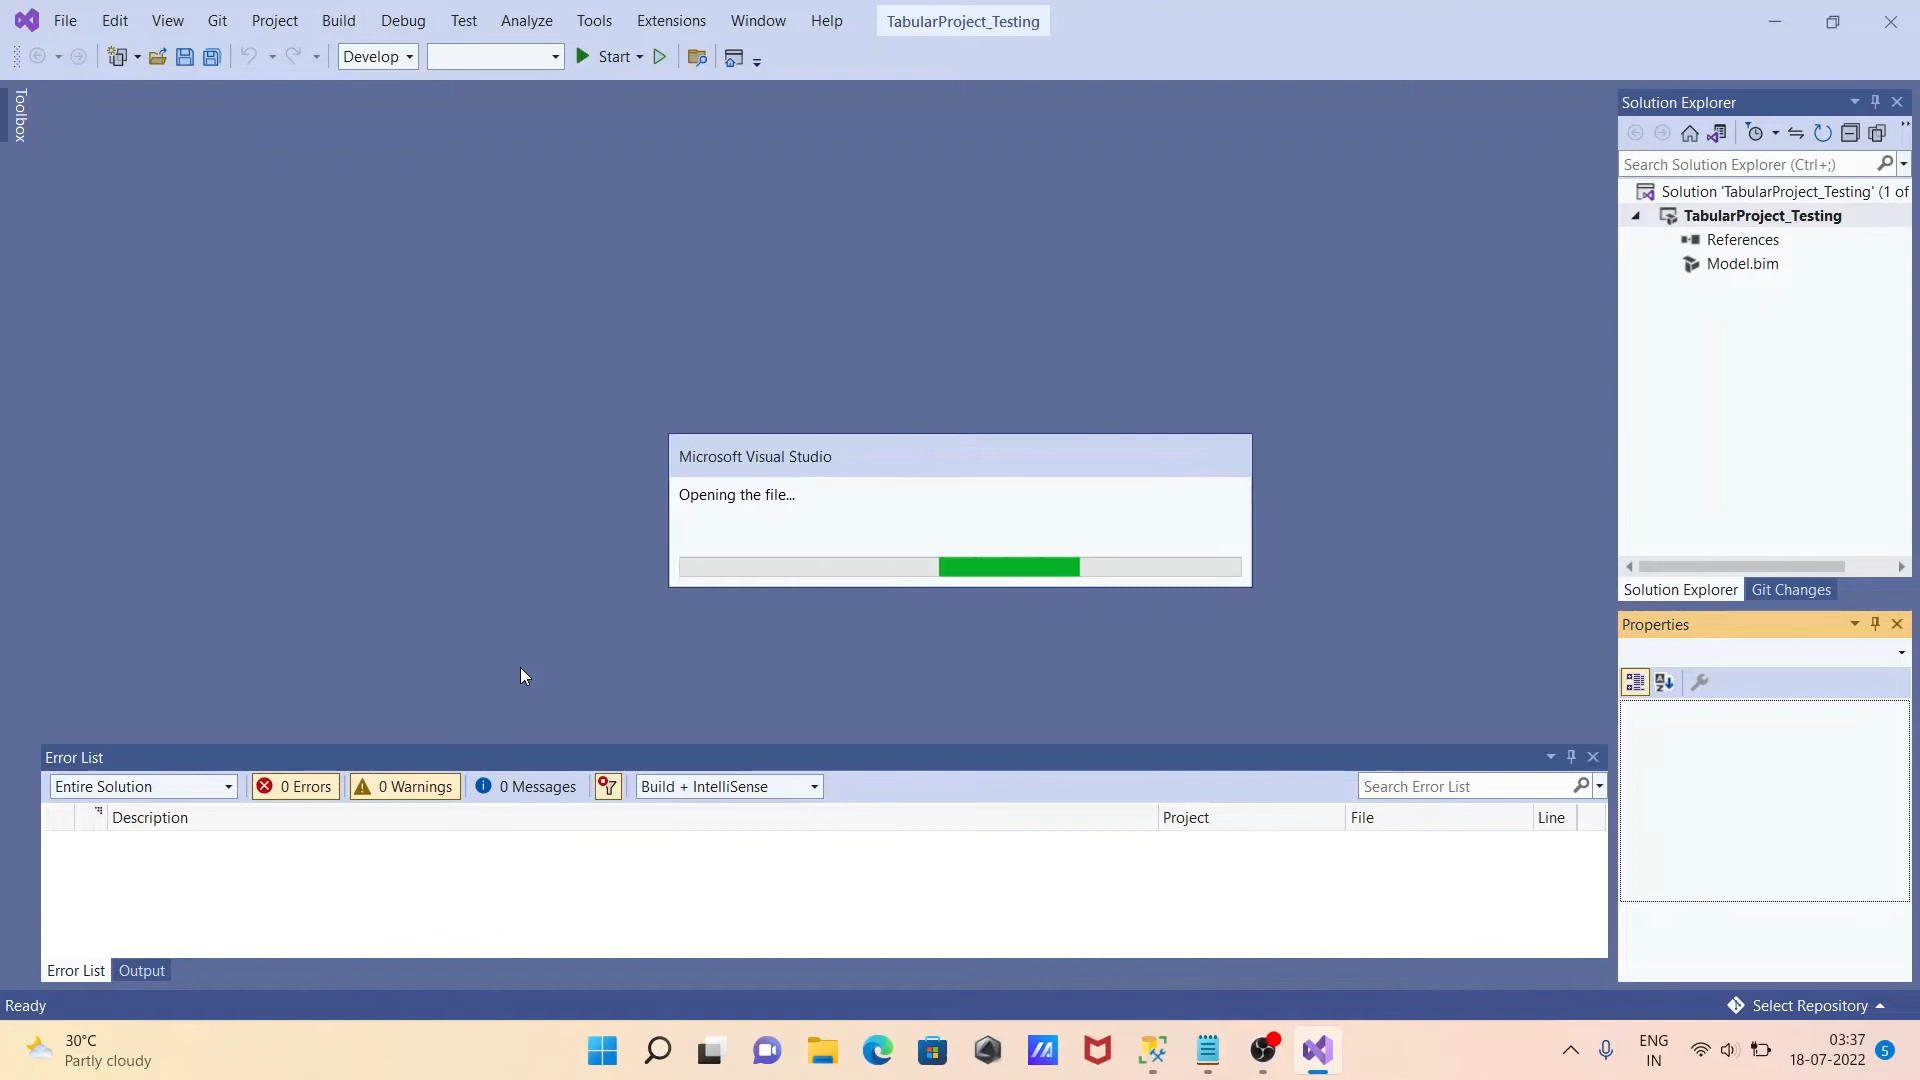 File Edit View Git Project Build Debug Test Analyze Tools Extensions Window Help TabularProject_Testing
Develop Start
Toolbox
Solution Explorer
Search Solution Explorer (Ctrl+;)
Solution 'TabularProject_Testing' (1 of
TabularProject_Testing
References
Model.bim
Microsoft Visual Studio
Opening the file...
Solution Explorer Git Changes
Properties
Error List
Entire Solution 0 Errors 0 Warnings 0 Messages Build + IntelliSense Search Error List
Description Project File Line
Error List Output
Ready Select Repository
30°C
Partly cloudy
ENG
IN
03:37
18-07-2022
5